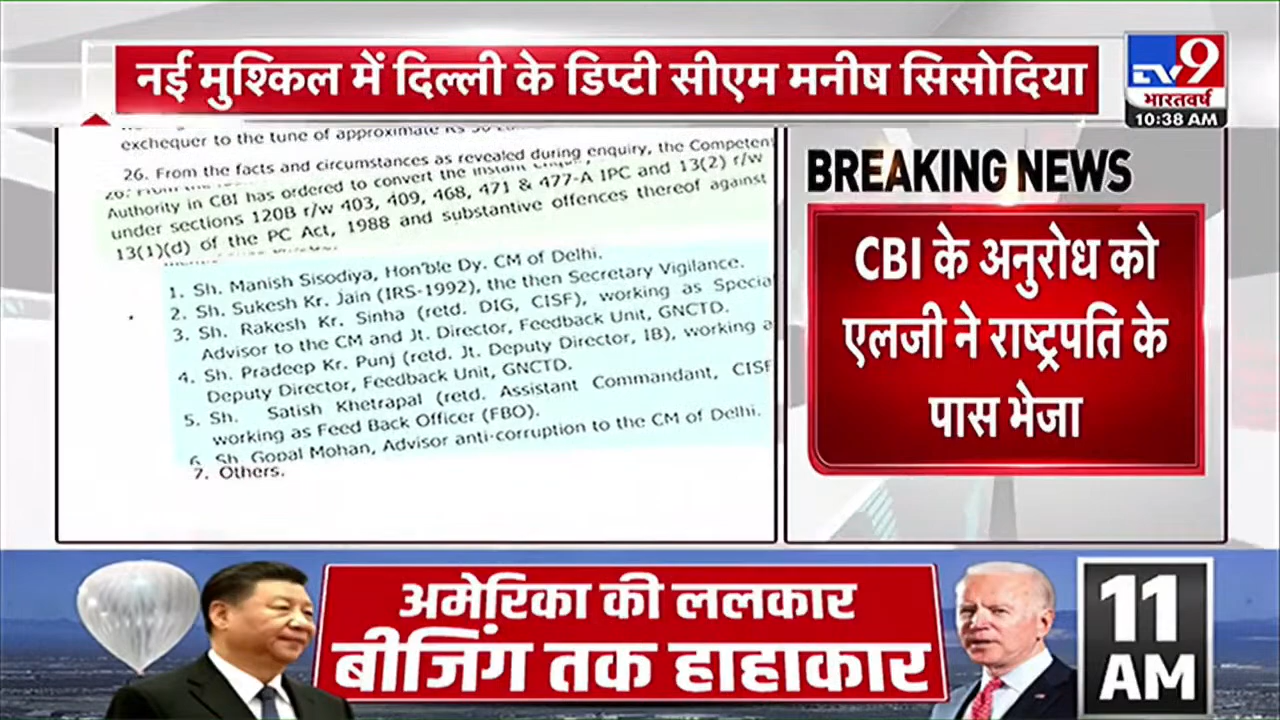 नई मुश्किल में दिल्ली के डिप्टी सीएम मनीष सिसोदिया
TV9
भारतवर्ष
10:38 AM
exchequer to the tune of approximate Rs
26. From the facts and circumstances as revealed during enquiry, the Competent
Authority in CBI has ordered to convert the instant
under sections 120B r/w 403, 409, 468, 471 & 477-A IPC and 13(2) r/w
13(1)(d) of the PC Act, 1988 and substantive offences thereof against
1. Sh. Manish Sisodiya, Hon'ble Dy. CM of Delhi.
2. Sh. Sukesh Kr. Jain (IRS-1992), the then Secretary Vigilance.
3. Sh. Rakesh Kr. Sinha (retd. DIG, CISF), working as Special
Advisor to the CM and Jt. Director, Feedback Unit, GNCTD.
4. Sh. Pradeep Kr. Punj (retd. Jt. Deputy Director, IB), working a
Deputy Director, Feedback Unit, GNCTD.
5. Sh. Satish Khetrapal (retd. Assistant Commandant, CISF
working as Feed Back Officer (FBO).
6. Sh. Gopal Mohan, Advisor anti-corruption to the CM of Delhi.
7. Others.
BREAKING NEWS
CBI के अनुरोध को
एलजी ने राष्ट्रपति के
पास भेजा
अमेरिका की ललकार
बीजिंग तक हाहाकार
11
AM